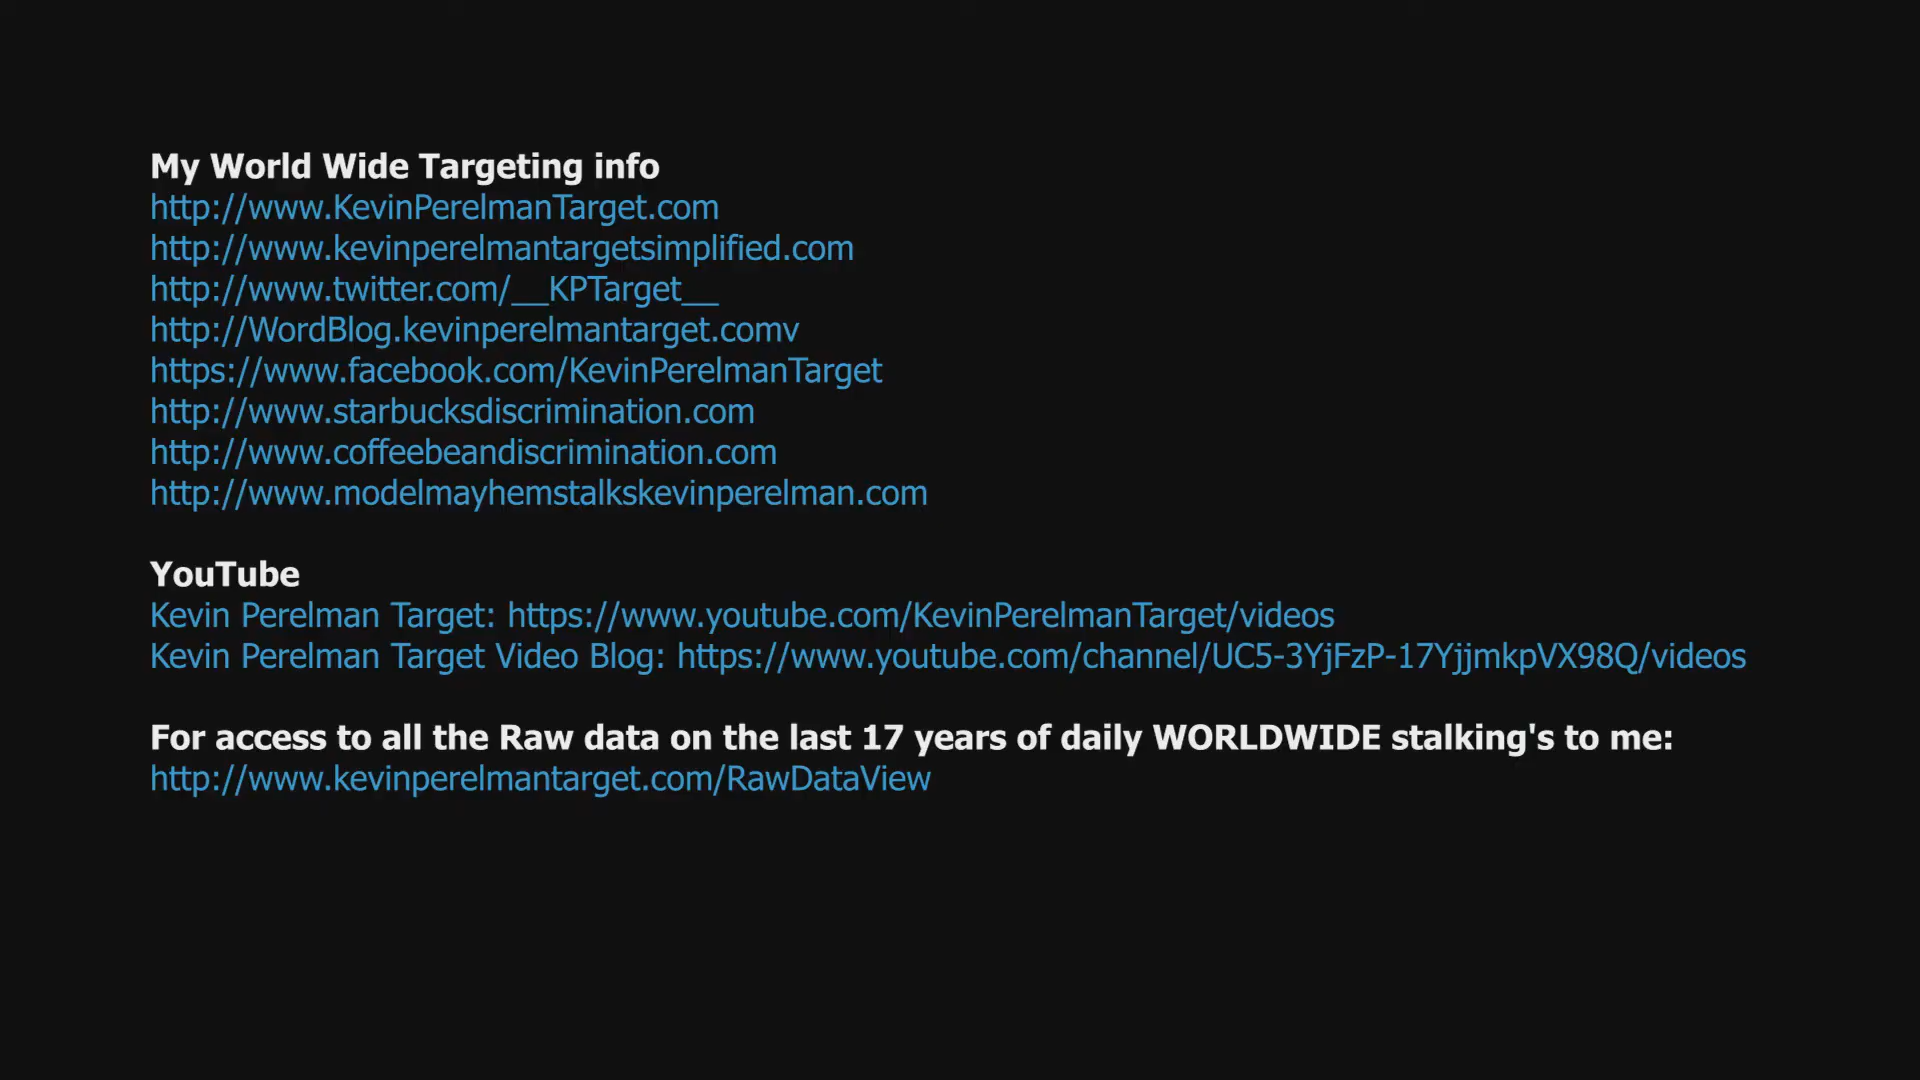 My World Wide Targeting info
http://www.KevinPerelmanTarget.com
http://www.kevinperelmantargetsimplified.com
http://www.twitter.com/__KPTarget__
http://WordBlog.kevinperelmantarget.comv
https://www.facebook.com/KevinPerelmanTarget
http://www.starbucksdiscrimination.com
http://www.coffeebeandiscrimination.com
http://www.modelmayhemstalkskevinperelman.com
YouTube
Kevin Perelman Target: https://www.youtube.com/KevinPerelmanTarget/videos
Kevin Perelman Target Video Blog: https://www.youtube.com/channel/UC5-3YjFzP-17YjjmkpVX98Q/videos
For access to all the Raw data on the last 17 years of daily WORLDWIDE stalking's to me:
http://www.kevinperelmantarget.com/RawDataView